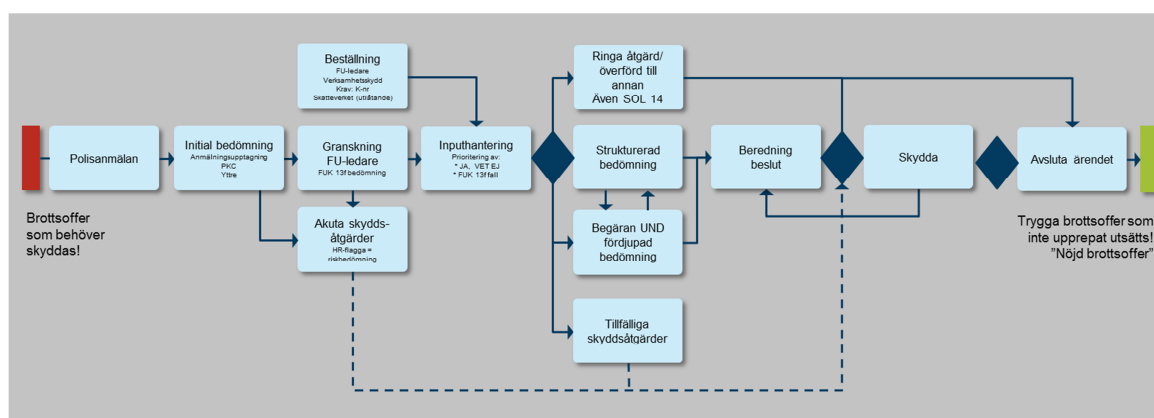 Beställning
FU-ledare
Verksamhetsskydd
Krav: K-nr
Skatteverket (utlåtande)
Ringa åtgärd/
överförd till
annan
Även SOL 14
Polisanmälan
Initial bedömning
Anmälningsupptagning
PKC
Yttre
Granskning
FU-ledare
FUK 13f bedömning
Inputhantering
Prioritering av:
* JA, VET EJ
* FUK 13f fall
Strukturerad
bedömning
Beredning
beslut
Skydda
Avsluta ärendet
Brottsoffer
som behöver
skyddas!
Akuta skydds-
åtgärder
HR-flagga =
riskbedömning
Begäran UND
fördjupad
bedömning
Trygga brottsoffer som
inte upprepat utsätts!
”Nöjd brottsoffer”
Tillfälliga
skyddsåtgärder